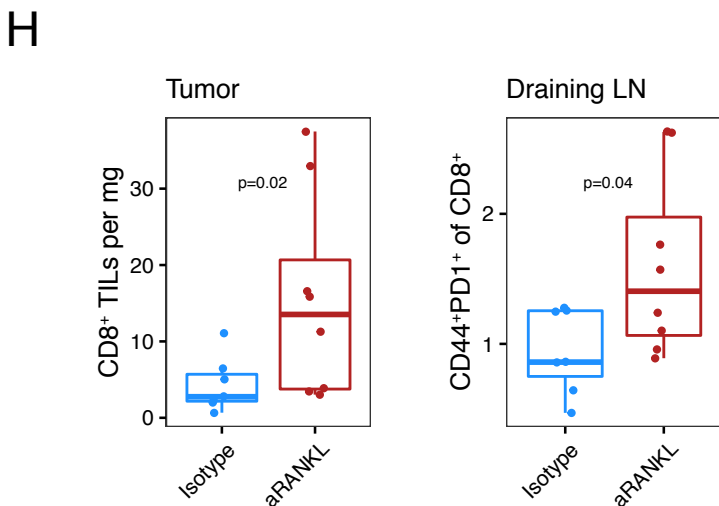 H
Tumor
CD8⁺ TILs per mg
30
20
10
0
p=0.02
Isotype
aRANKL
Draining LN
CD44⁺PD1⁺ of CD8⁺
2
1
p=0.04
Isotype
aRANKL